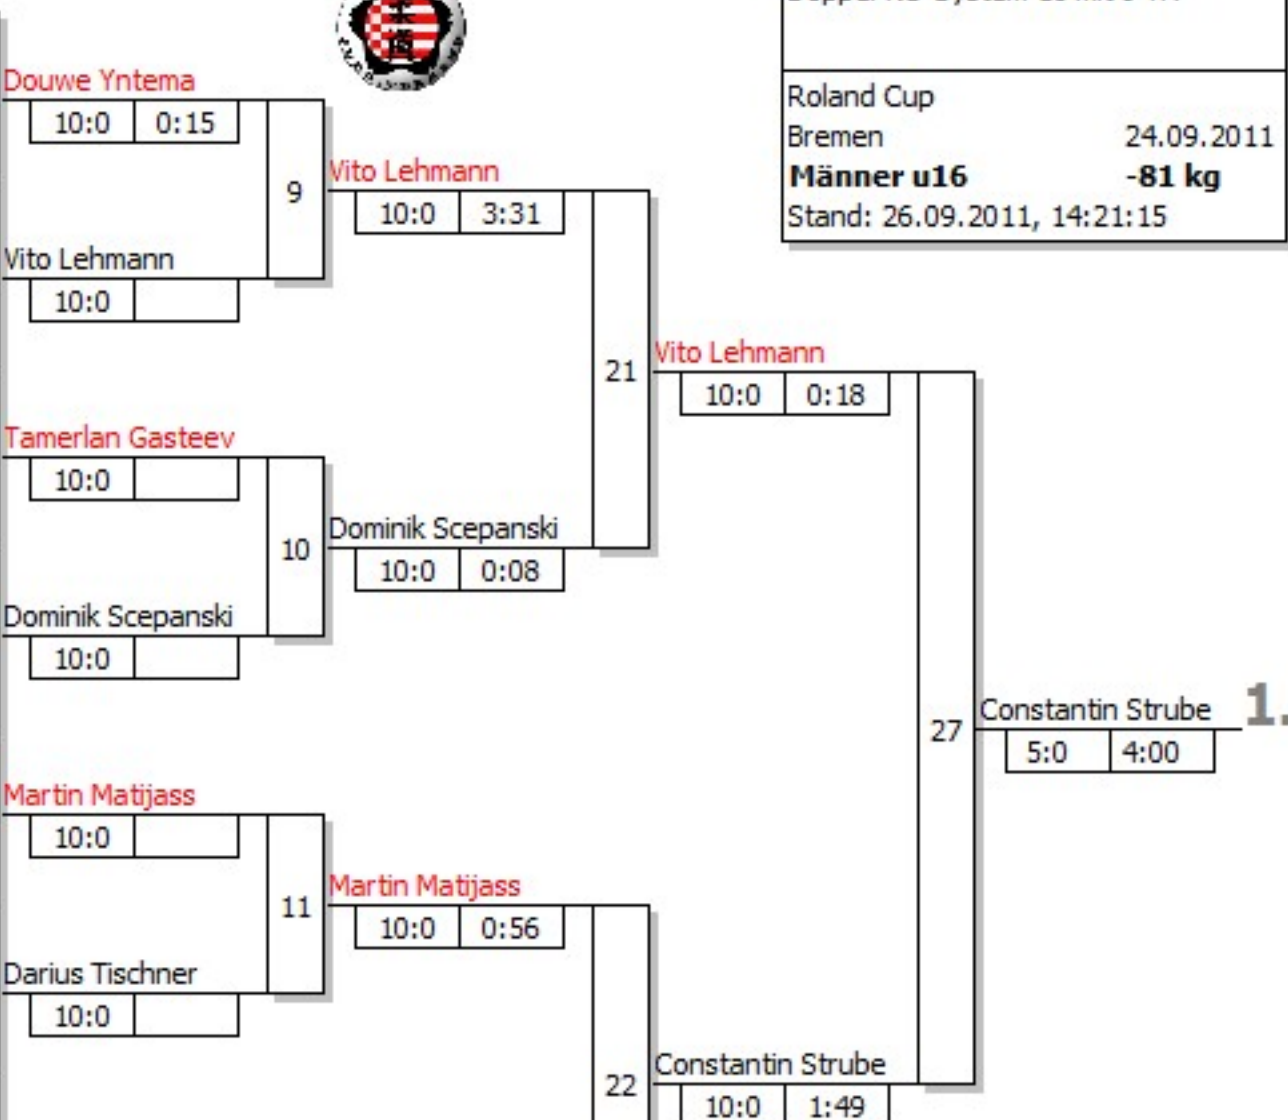 Roland Cup
Bremen 24.09.2011
Männer u16 -81 kg
Stand: 26.09.2011, 14:21:15
Douwe Yntema
10:0 0:15
9
Vito Lehmann
10:0
Vito Lehmann
10:0 3:31
Tamerlan Gasteev
10:0
10
Dominik Scepanski
10:0
Dominik Scepanski
10:0 0:08
21
Vito Lehmann
10:0 0:18
Martin Matijass
10:0
11
Darius Tischner
10:0
Martin Matijass
10:0 0:56
22
Constantin Strube
10:0 1:49
27
Constantin Strube 1.
5:0 4:00